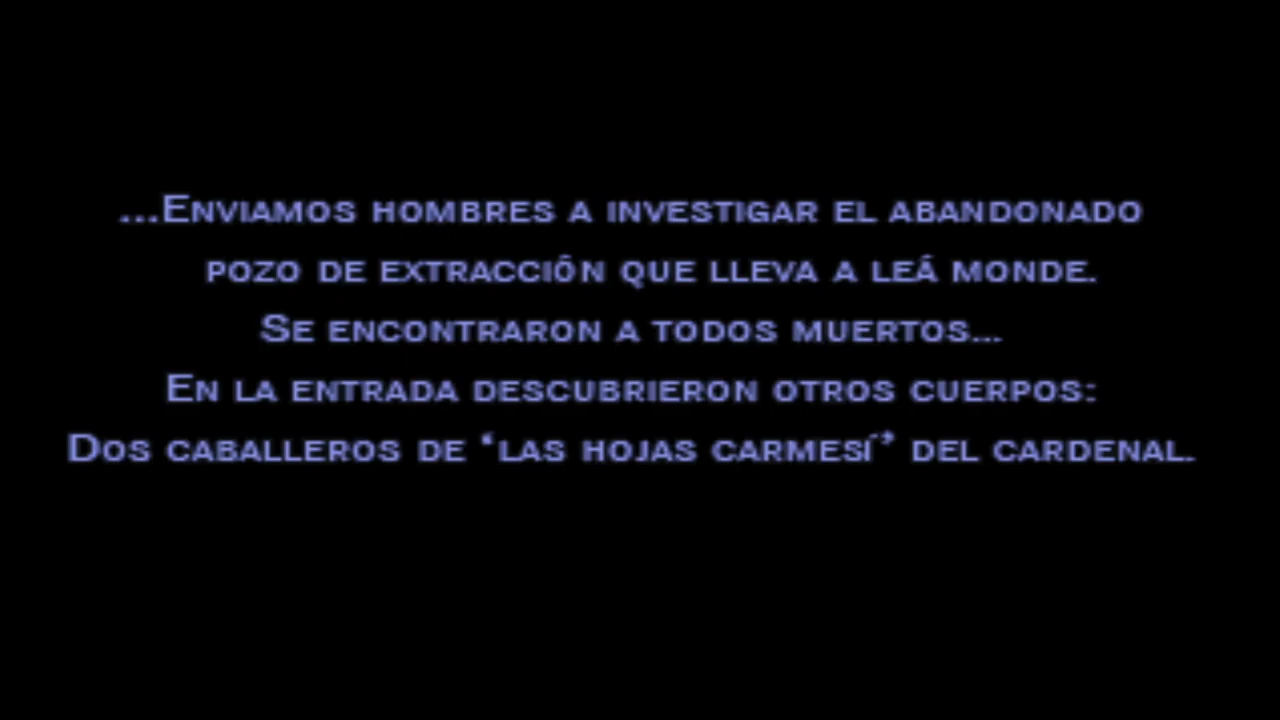 ...Enviamos hombres a investigar el abandonado
pozo de extracción que lleva a leá monde.
Se encontraron a todos muertos...
En la entrada descubrieron otros cuerpos:
Dos caballeros de “las hojas carmesí” del cardenal.